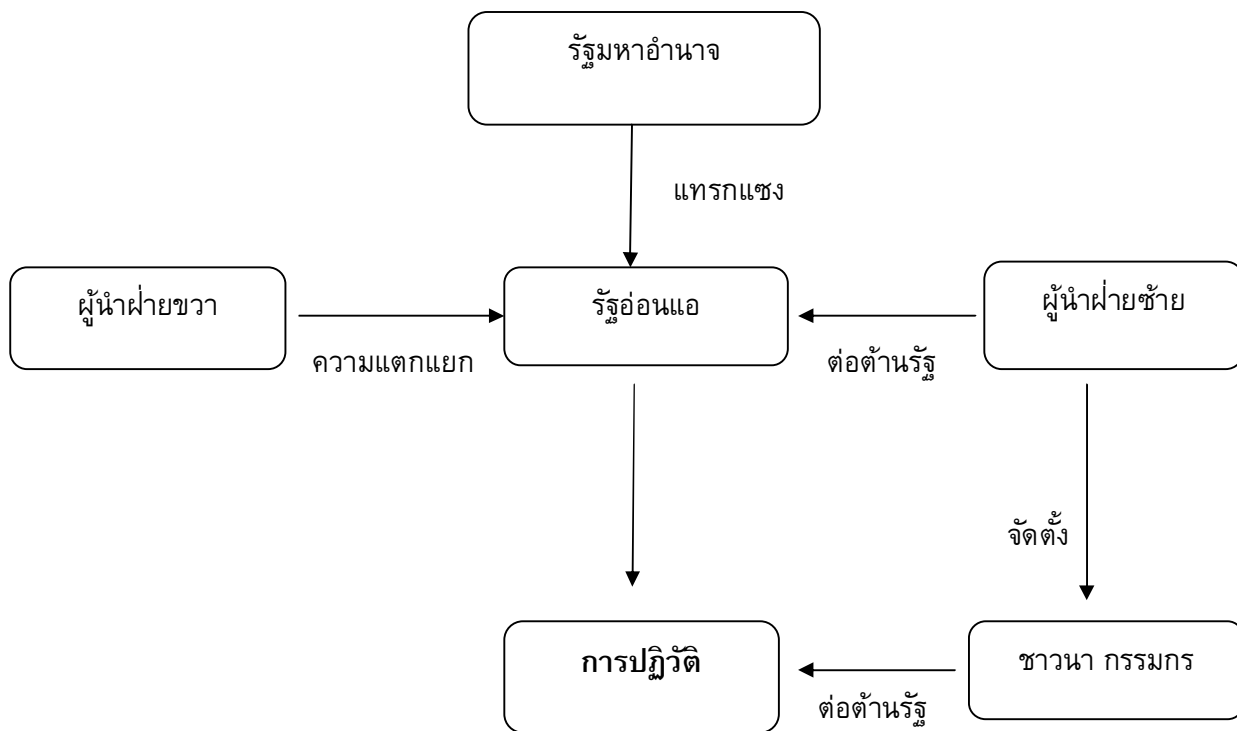 รัฐมหาอำนาจ
แทรกแซง
ผู้นำฝ่ายขวา
รัฐอ่อนแอ
ผู้นำฝ่ายซ้าย
ความแตกแยก
ต่อต้านรัฐ
จัดตั้ง
การปฏิวัติ
ชาวนา กรรมกร
ต่อต้านรัฐ